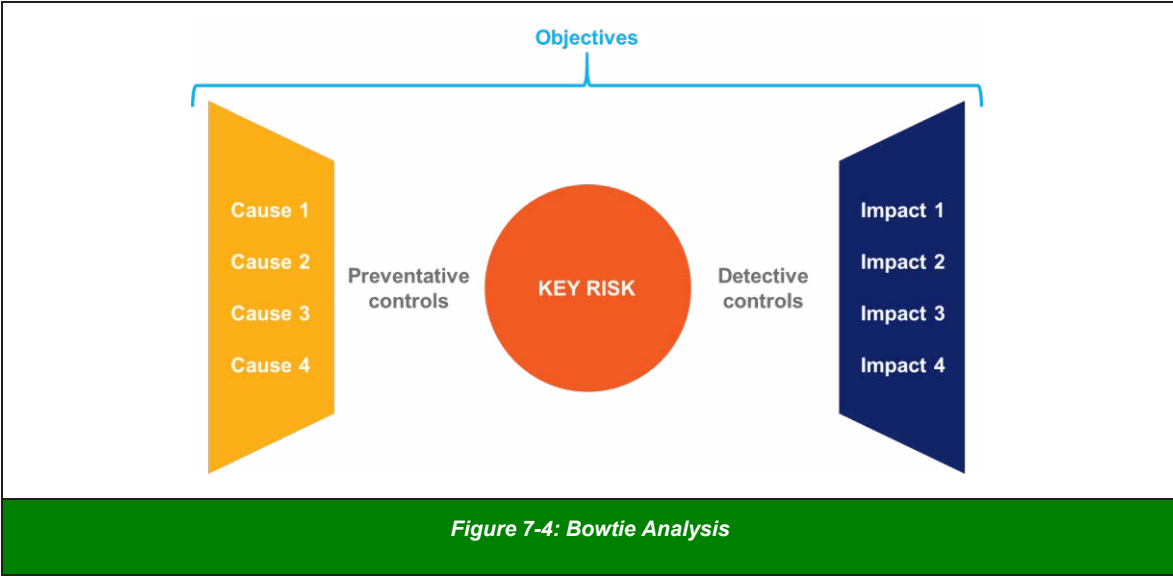 Objectives
Cause 1
Cause 2
Cause 3
Cause 4
Preventative
controls
KEY RISK
Detective
controls
Impact 1
Impact 2
Impact 3
Impact 4
Figure 7-4: Bowtie Analysis